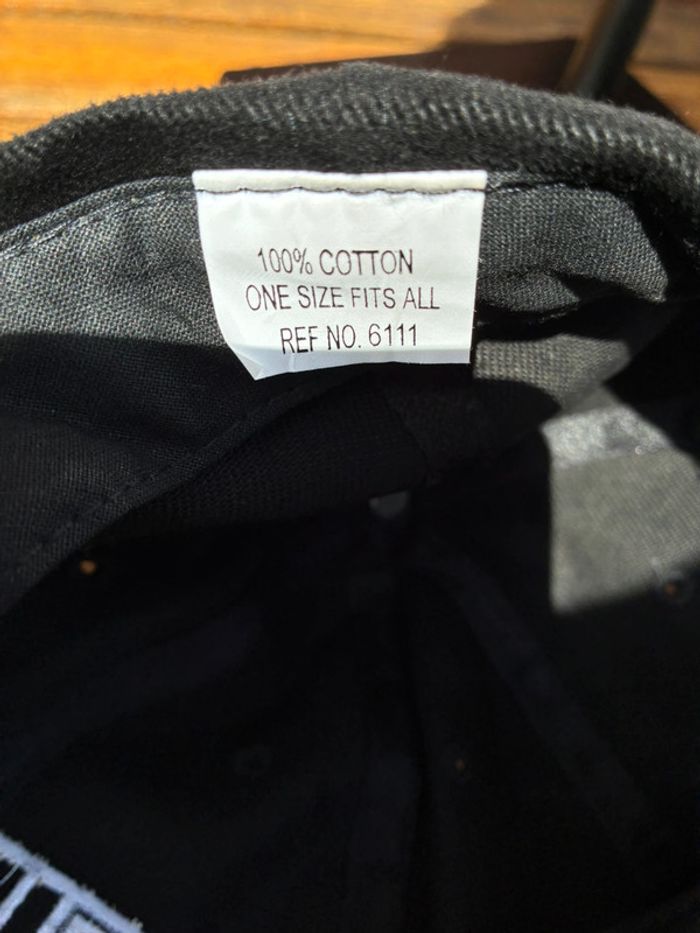 100% COTTON
ONE SIZE FITS ALL
REF NO. 6111